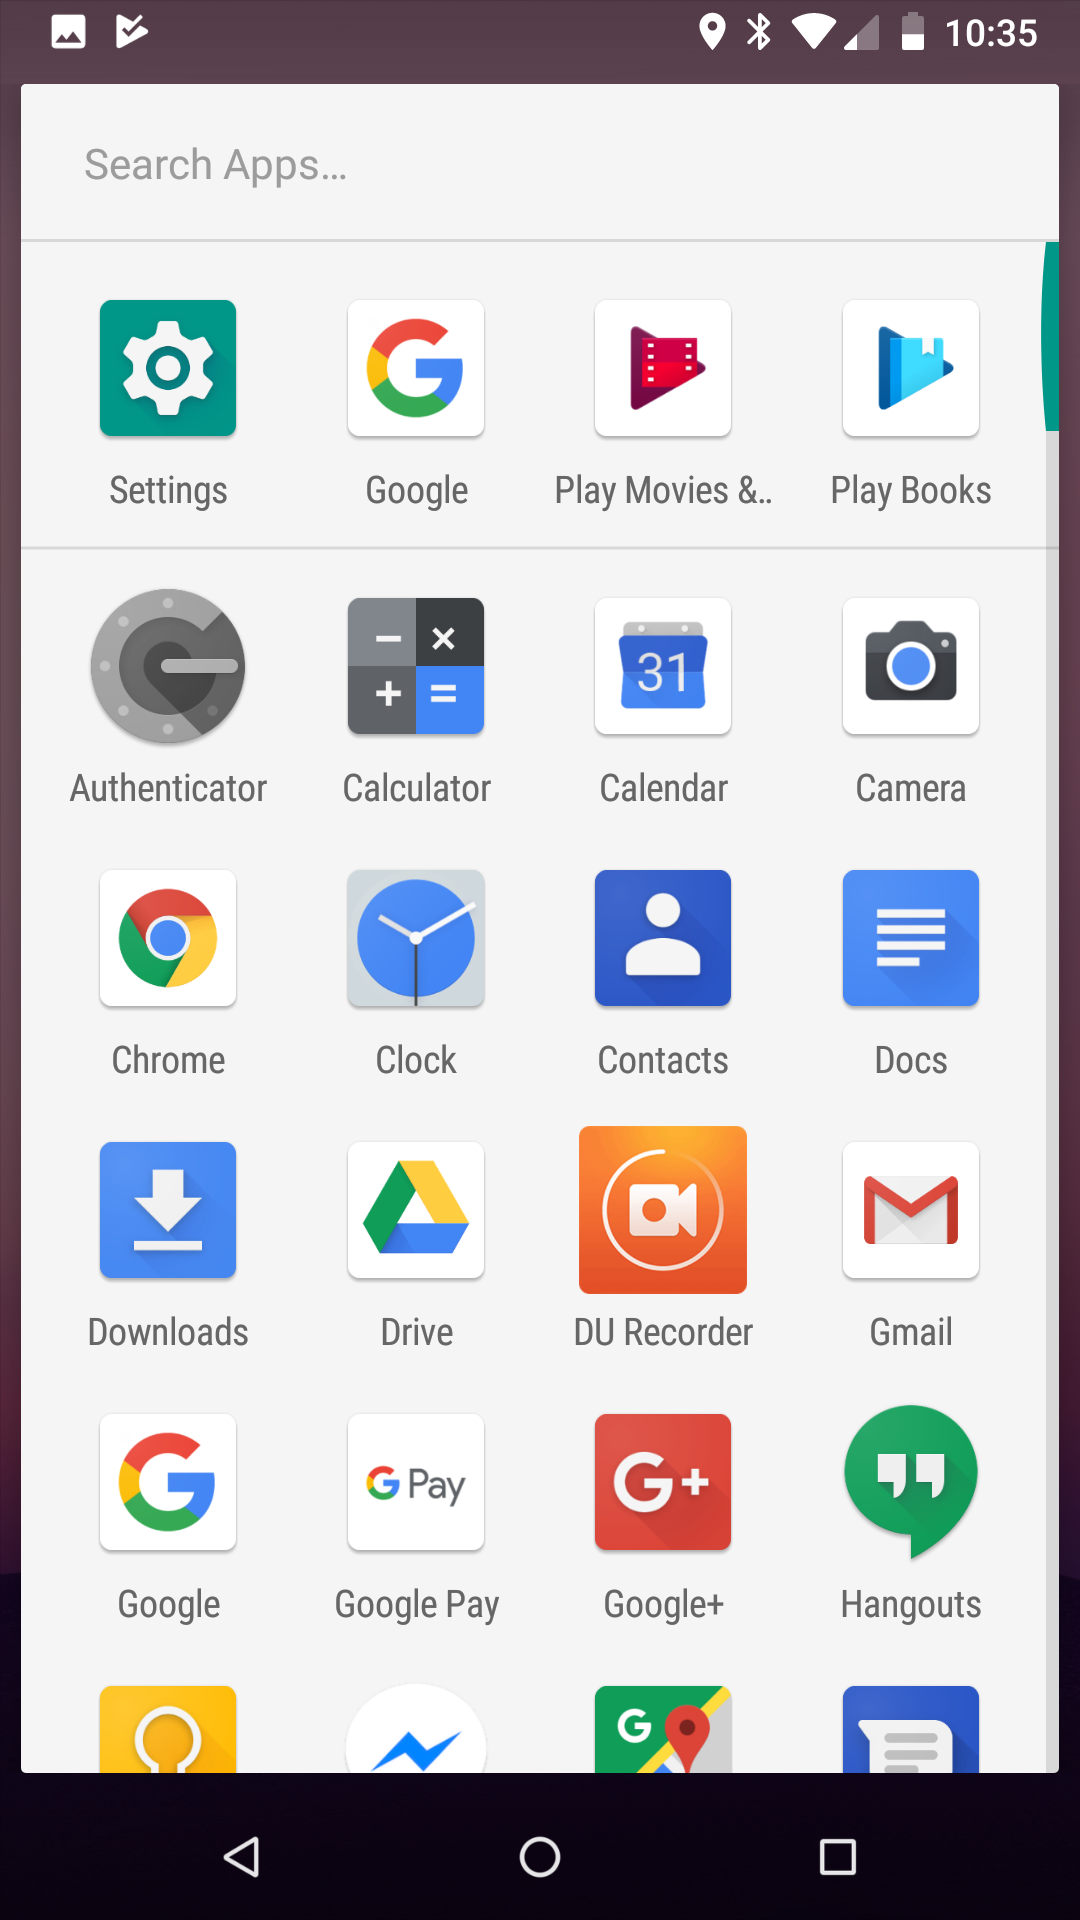 10:35
Search Apps...
Settings Google Play Movies &.. Play Books
31
Authenticator Calculator Calendar Camera
Chrome Clock Contacts Docs
Downloads Drive DU Recorder Gmail
G Pay G+
Google Google Pay Google+ Hangouts
G